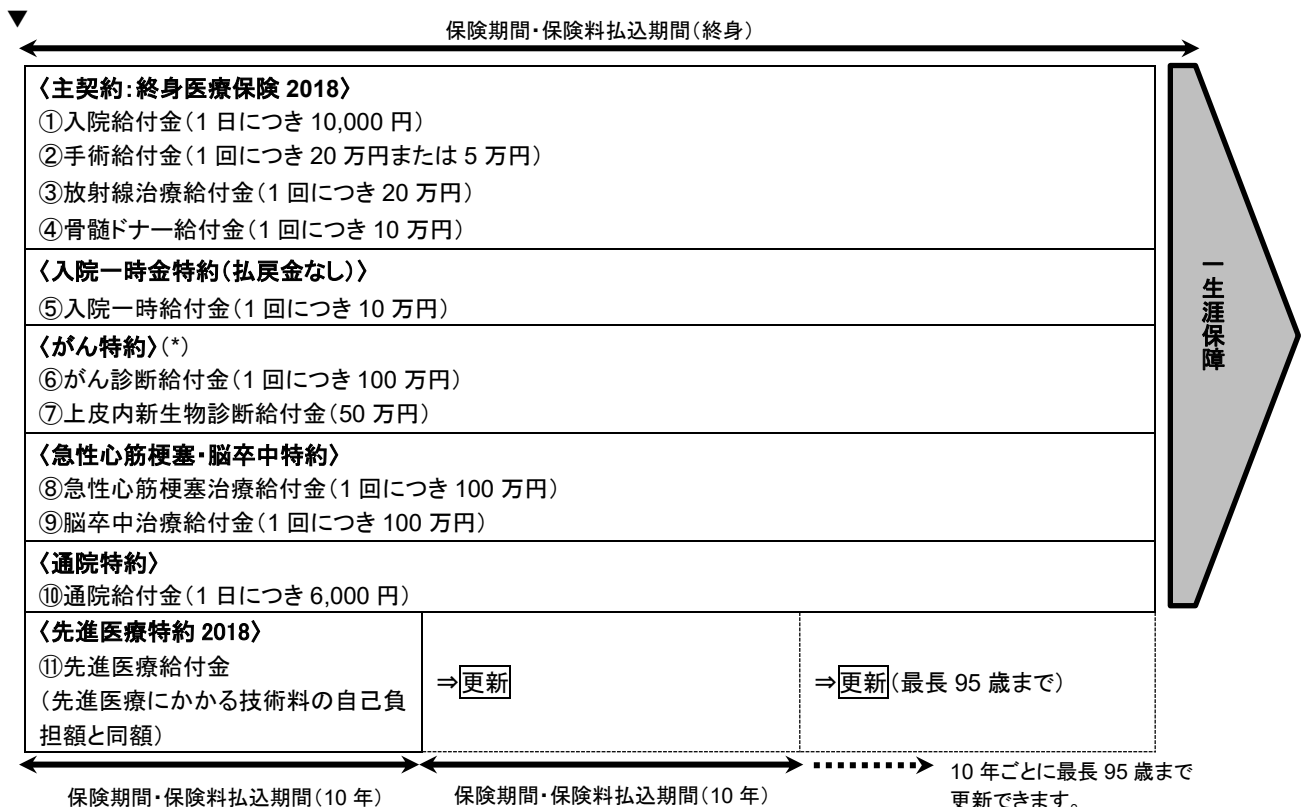 ▼
保険期間・保険料払込期間(終身)
〈主契約:終身医療保険 2018〉
①入院給付金(1 日につき 10,000 円)
②手術給付金(1 回につき 20 万円または 5 万円)
③放射線治療給付金(1 回につき 20 万円)
④骨髄ドナー給付金(1 回につき 10 万円)
〈入院一時金特約(払戻金なし)〉
⑤入院一時給付金(1 回につき 10 万円)
〈がん特約〉(*)
⑥がん診断給付金(1 回につき 100 万円)
⑦上皮内新生物診断給付金(50 万円)
〈急性心筋梗塞・脳卒中特約〉
⑧急性心筋梗塞治療給付金(1 回につき 100 万円)
⑨脳卒中治療給付金(1 回につき 100 万円)
〈通院特約〉
⑩通院給付金(1 日につき 6,000 円)
一生涯保障
〈先進医療特約 2018〉
⑪先進医療給付金
(先進医療にかかる技術料の自己負
担額と同額)
⇒更新
⇒更新(最長 95 歳まで)
保険期間・保険料払込期間(10 年)
保険期間・保険料払込期間(10 年)
10 年ごとに最長 95 歳まで
更新できます。